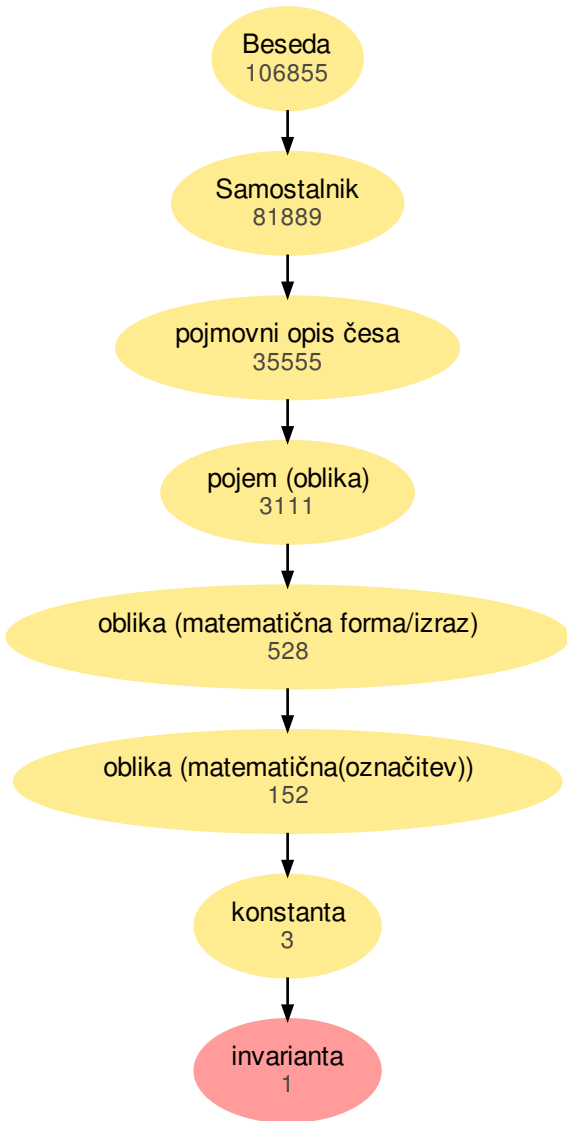 Beseda
106855
Samostalnik
81889
pojmovni opis česa
35555
pojem (oblika)
3111
oblika (matematična forma/izraz)
528
oblika (matematična(označitev))
152
konstanta
3
invarianta
1